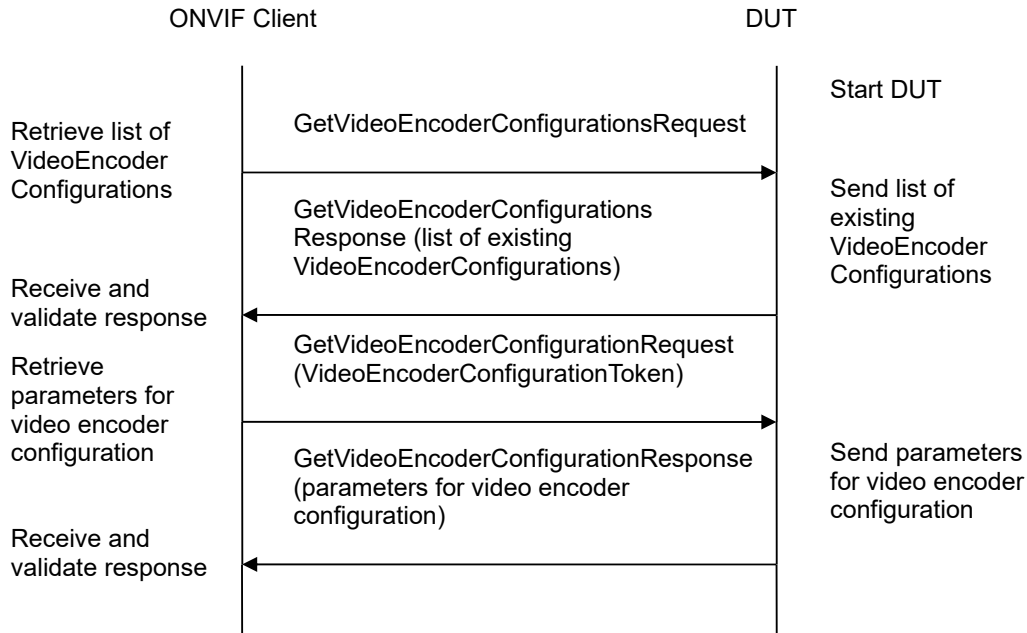 ONVIF Client
DUT
Start DUT
Retrieve list of
VideoEncoder
Configurations
GetVideoEncoderConfigurationsRequest
Send list of
existing
VideoEncoder
Configurations
GetVideoEncoderConfigurations
Response (list of existing
VideoEncoderConfigurations)
Receive and
validate response
GetVideoEncoderConfigurationRequest
(VideoEncoderConfigurationToken)
Retrieve
parameters for
video encoder
configuration
GetVideoEncoderConfigurationResponse
(parameters for video encoder
configuration)
Send parameters
for video encoder
configuration
Receive and
validate response